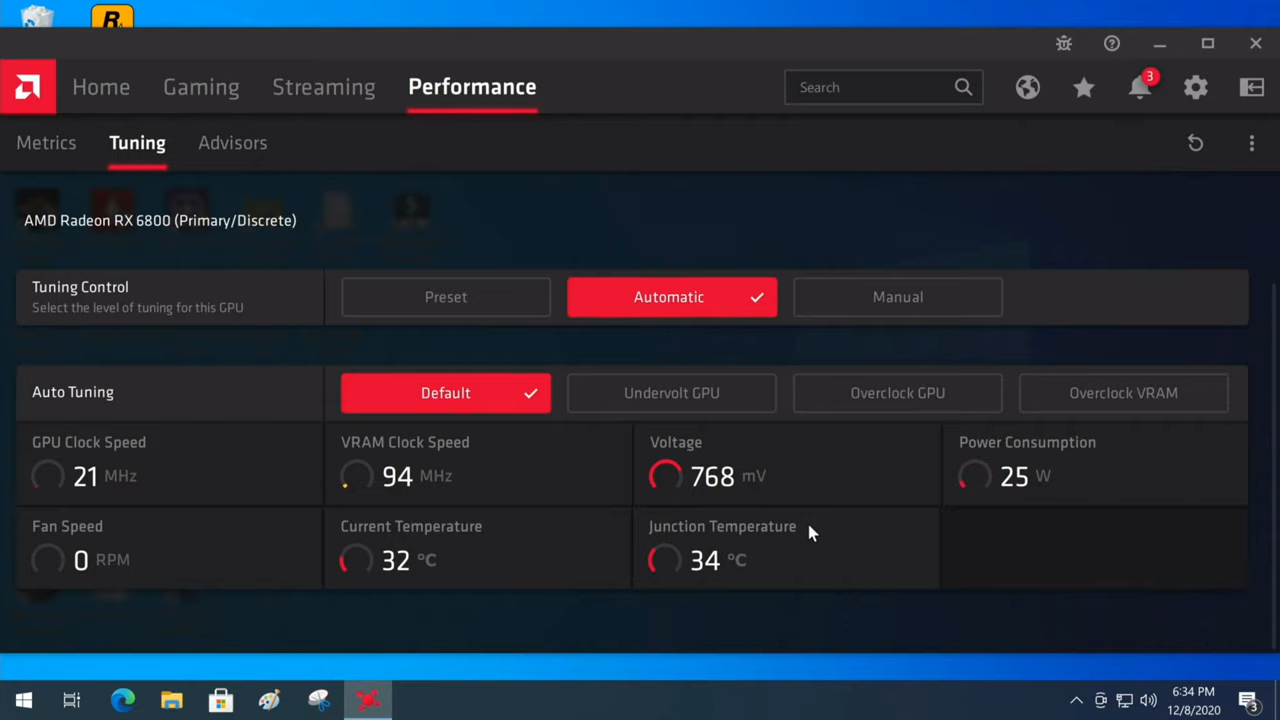 R
Home Gaming Streaming Performance Search 3
Metrics Tuning Advisors
AMD Radeon RX 6800 (Primary/Discrete)
Tuning Control
Select the level of tuning for this GPU
Preset Automatic Manual
Auto Tuning Default Undervolt GPU Overclock GPU Overclock VRAM
GPU Clock Speed VRAM Clock Speed Voltage Power Consumption
21 MHz 94 MHz 768 mV 25 W
Fan Speed Current Temperature Junction Temperature
0 RPM 32 °C 34 °C
6:34 PM
12/8/2020
3